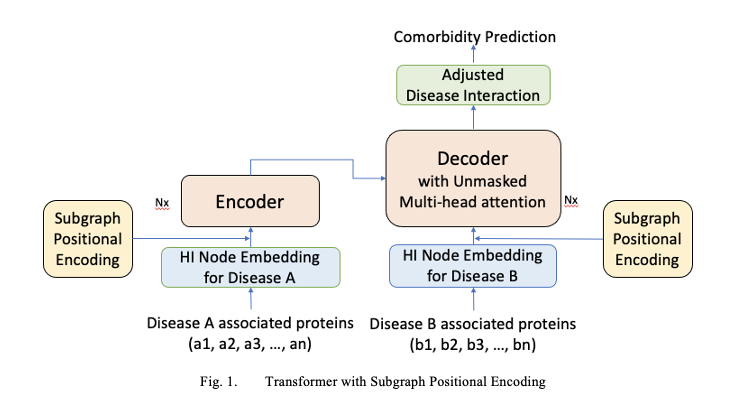 Comorbidity Prediction
Adjusted
Disease Interaction
Decoder
with Unmasked
Multi-head attention
Nx
Encoder
Nx
Subgraph
Positional
Encoding
Subgraph
Positional
Encoding
HI Node Embedding
for Disease A
HI Node Embedding
for Disease B
Disease A associated proteins
(a1, a2, a3, ..., an)
Disease B associated proteins
(b1, b2, b3, ..., bn)
Fig. 1. Transformer with Subgraph Positional Encoding